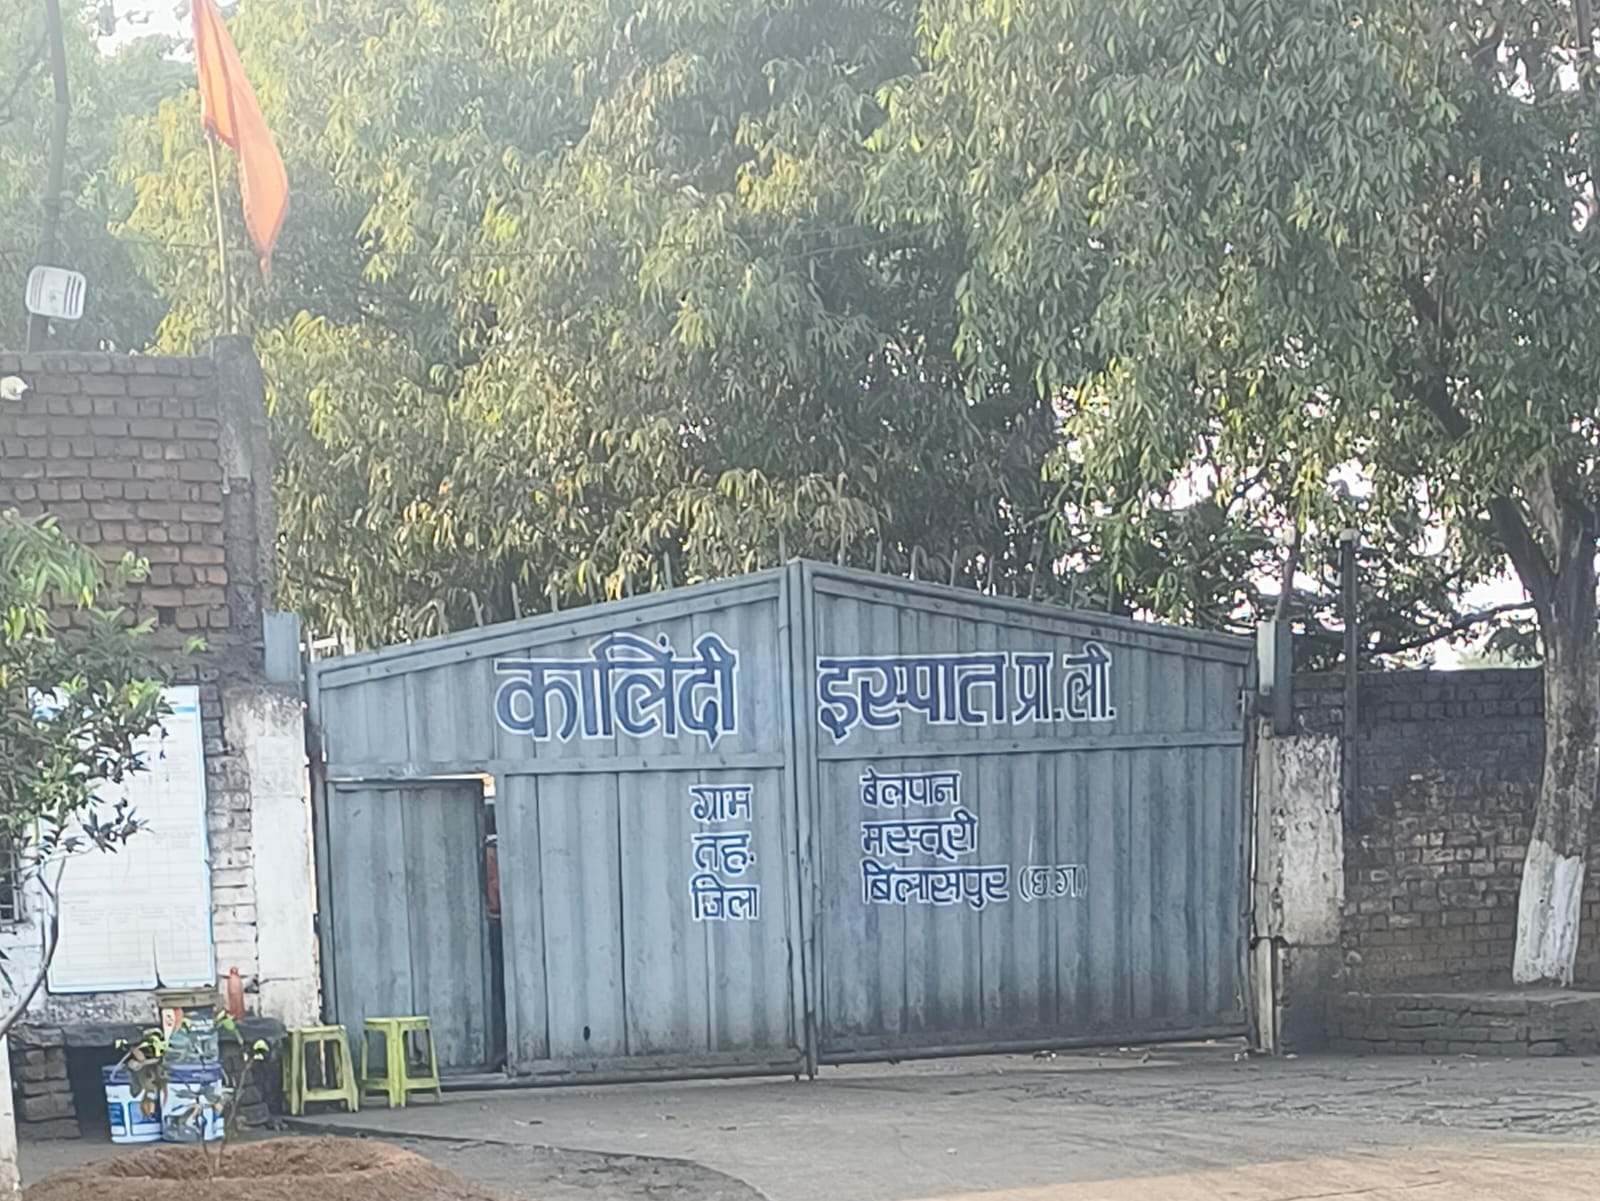 कालिंदी इस्पात प्रा. ली.
ग्राम बेलपान
तह. मस्तूरी
जिला बिलासपुर (छ.ग.)